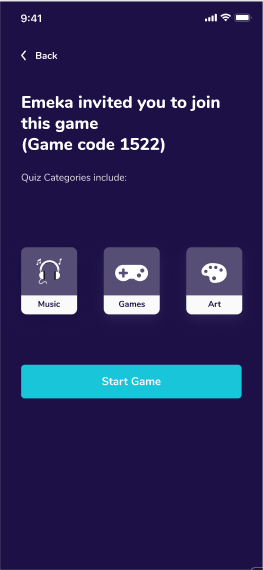 9:41
Back
Emeka invited you to join
this game
(Game code 1522)
Quiz Categories include:
Music
Games
Art
Start Game